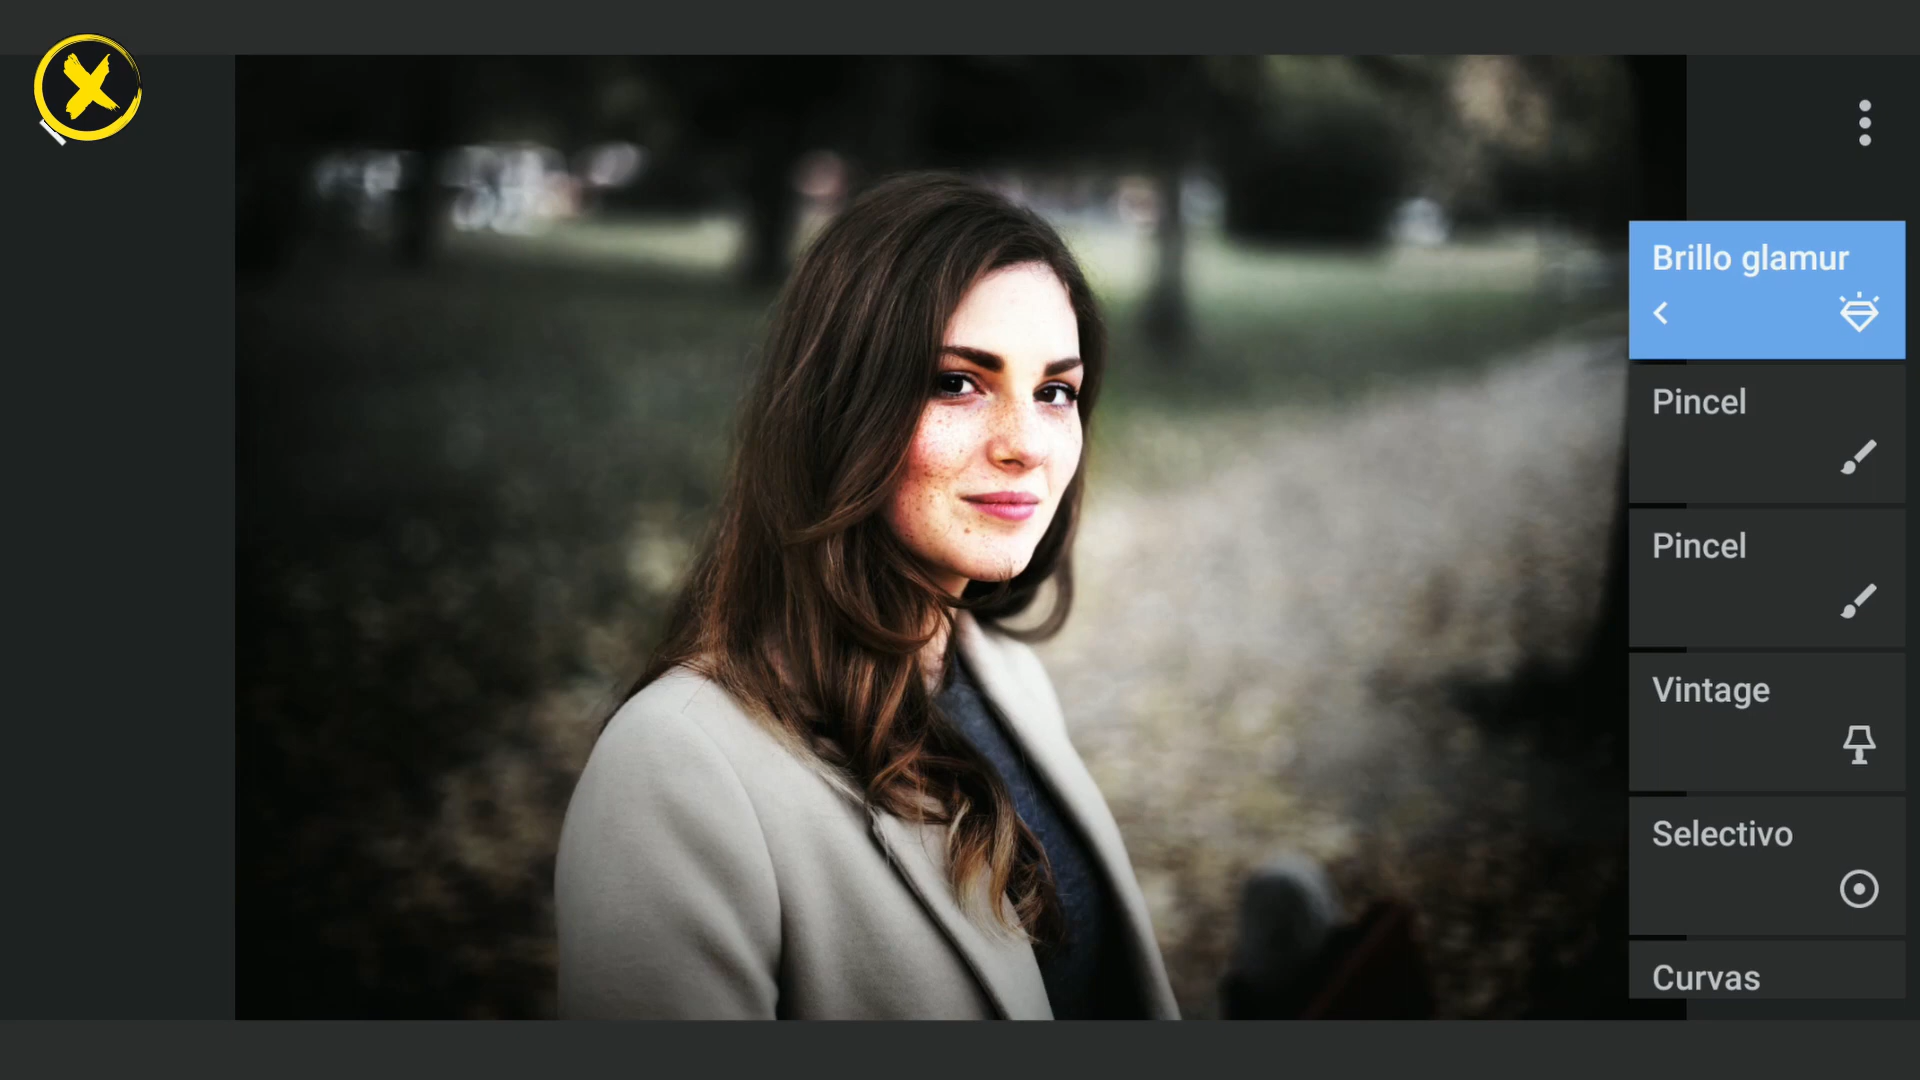 Brillo glamur
Pincel
Pincel
Vintage
Selectivo
Curvas